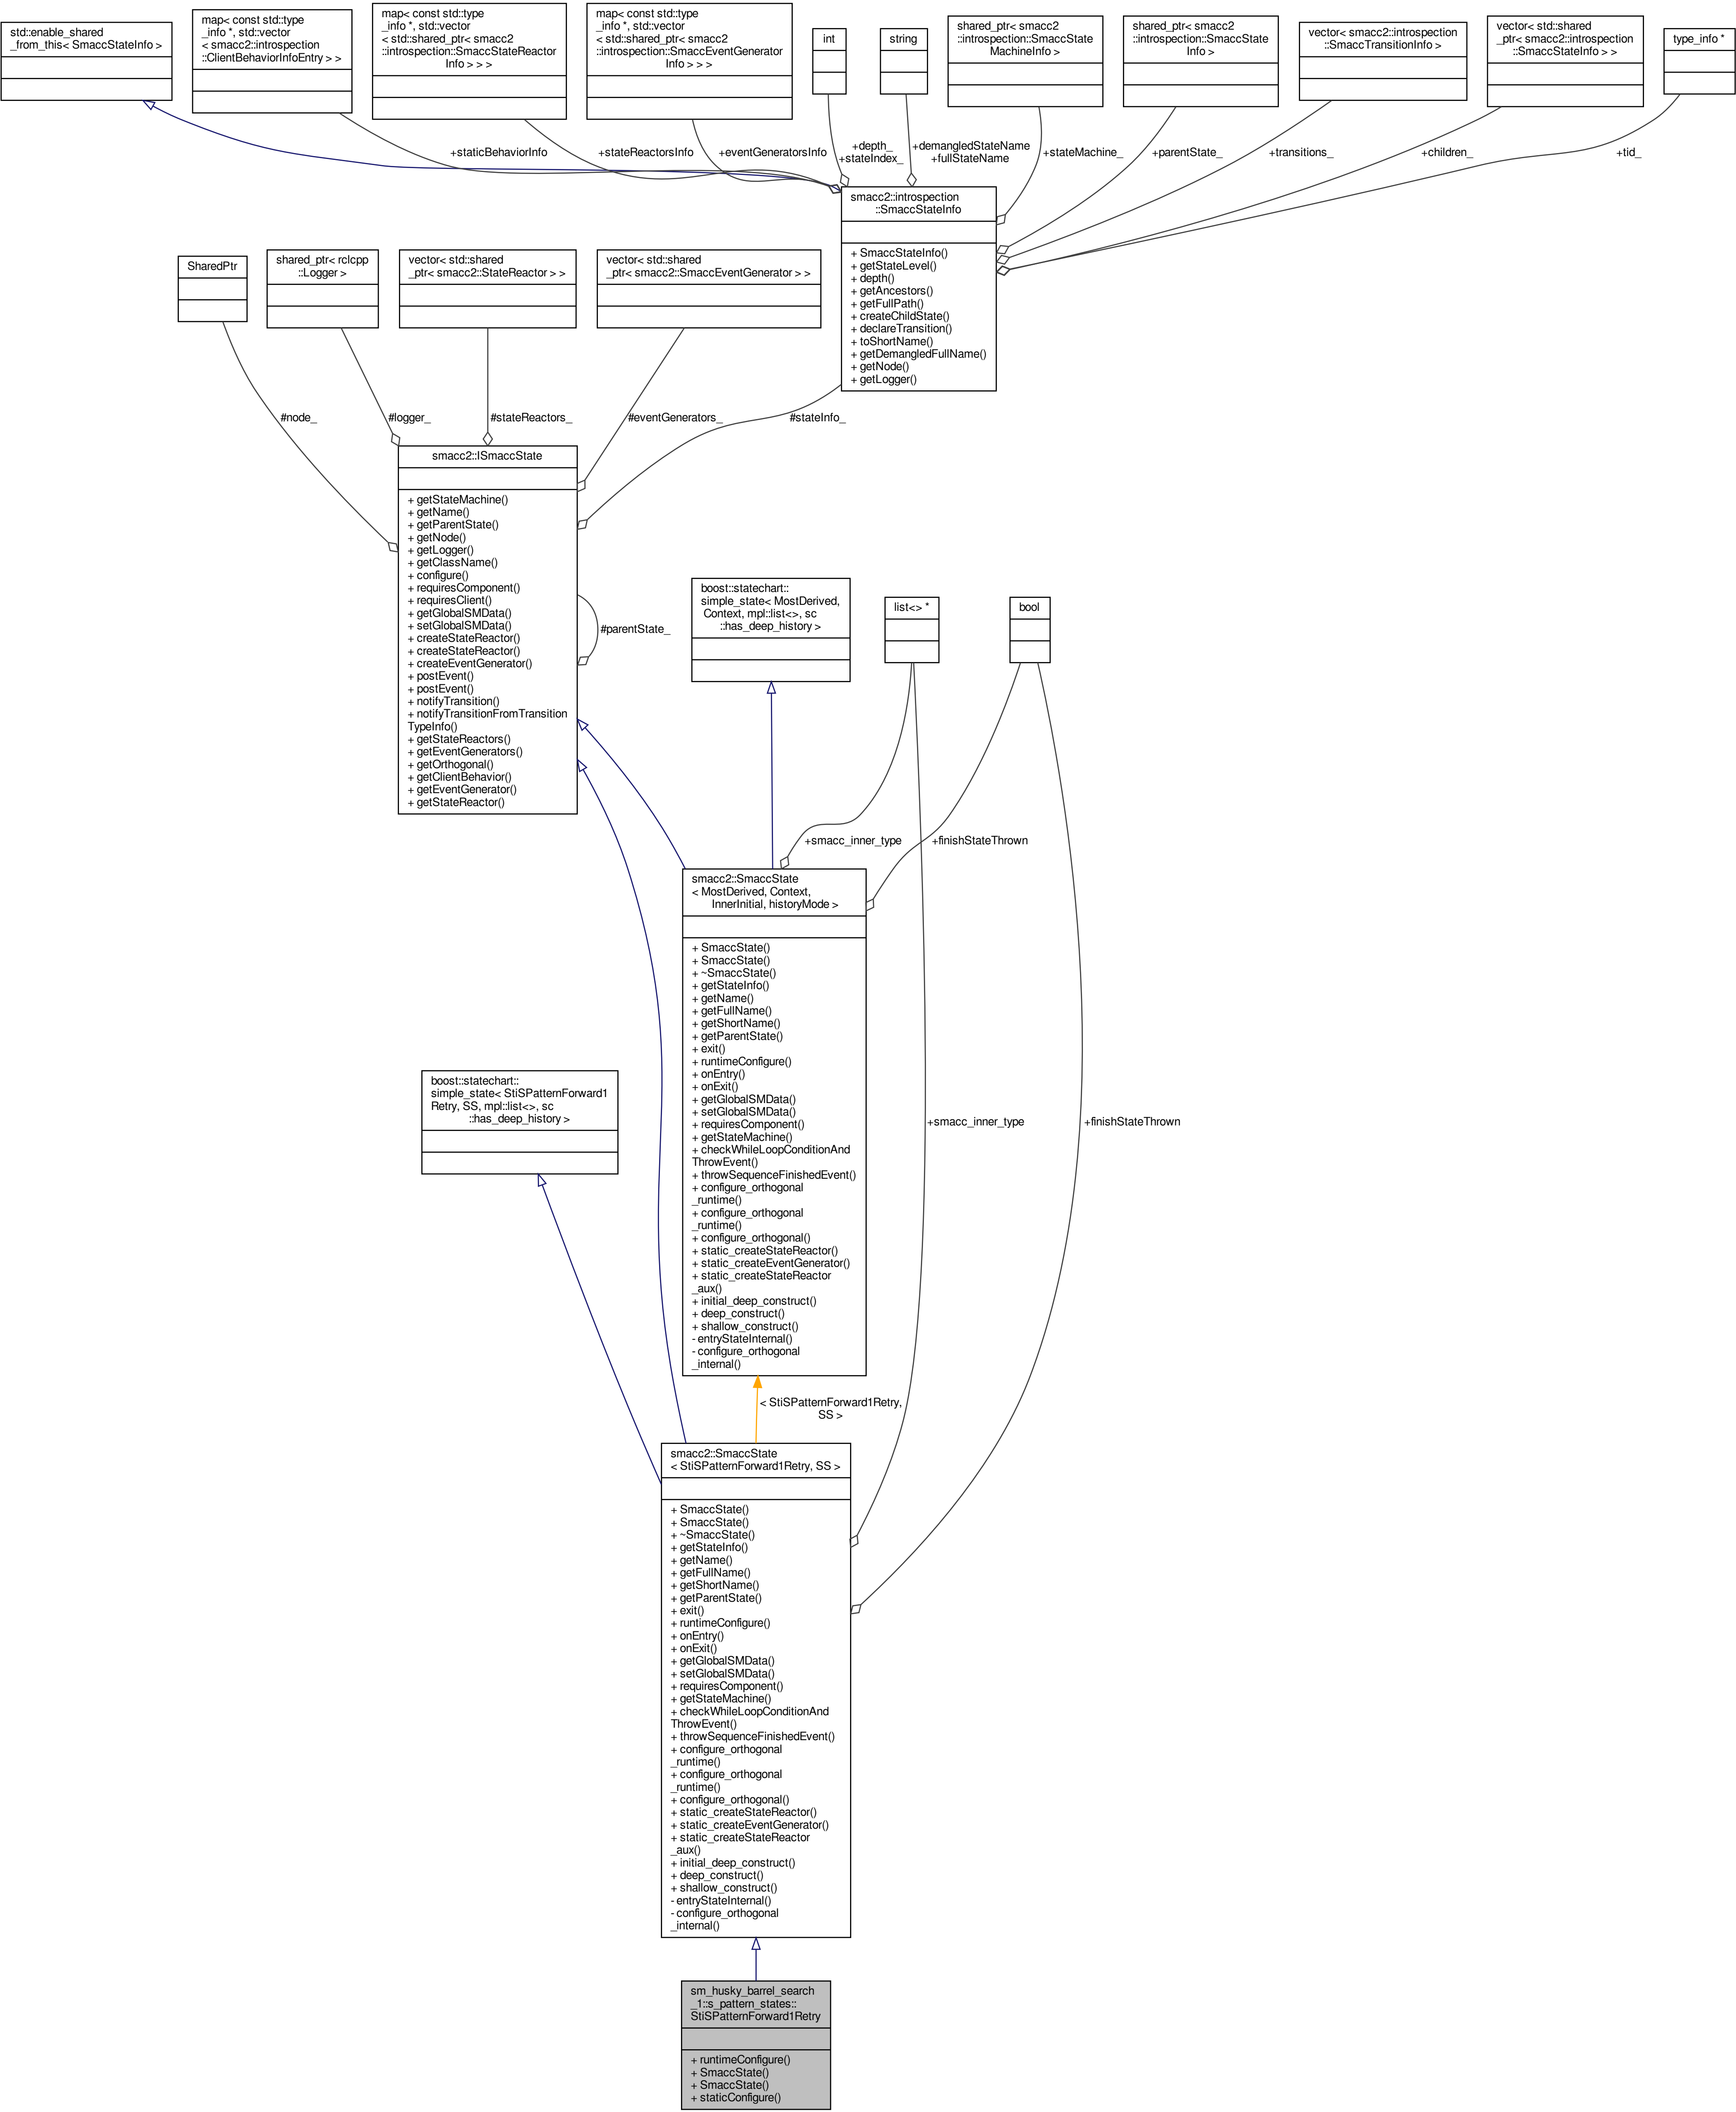 std::enable_shared
_from_this< SmaccStateInfo >
map< const std::type
_info *, std::vector
< smacc2::introspection
::ClientBehaviorInfoEntry > >
map< const std::type
_info *, std::vector
< std::shared_ptr< smacc2
::introspection::SmaccStateReactor
Info > > >
map< const std::type
_info *, std::vector
< std::shared_ptr< smacc2
::introspection::SmaccEventGenerator
Info > > >
int
string
shared_ptr< smacc2
::introspection::SmaccState
MachineInfo >
shared_ptr< smacc2
::introspection::SmaccState
Info >
vector< smacc2::introspection
::SmaccTransitionInfo >
vector< std::shared
_ptr< smacc2::introspection
::SmaccStateInfo > >
type_info *
+staticBehaviorInfo
+stateReactorsInfo
+eventGeneratorsInfo
+depth_
+stateIndex_
+demangledStateName
+fullStateName
+stateMachine_
+parentState_
+transitions_
+children_
+tid_
smacc2::introspection
::SmaccStateInfo
+ SmaccStateInfo()
+ getStateLevel()
+ depth()
+ getAncestors()
+ getFullPath()
+ createChildState()
+ declareTransition()
+ toShortName()
+ getDemangledFullName()
+ getNode()
+ getLogger()
SharedPtr
shared_ptr< rclcpp
::Logger >
vector< std::shared
_ptr< smacc2::StateReactor > >
vector< std::shared
_ptr< smacc2::SmaccEventGenerator > >
#node_
#logger_
#stateReactors_
#eventGenerators_
#stateInfo_
smacc2::ISmaccState
+ getStateMachine()
+ getName()
+ getParentState()
+ getNode()
+ getLogger()
+ getClassName()
+ configure()
+ requiresComponent()
+ requiresClient()
+ getGlobalSMData()
+ setGlobalSMData()
+ createStateReactor()
+ createStateReactor()
+ createEventGenerator()
+ postEvent()
+ postEvent()
+ notifyTransition()
+ notifyTransitionFromTransition
TypeInfo()
+ getStateReactors()
+ getEventGenerators()
+ getOrthogonal()
+ getClientBehavior()
+ getEventGenerator()
+ getStateReactor()
#parentState_
boost::statechart::
simple_state< MostDerived,
Context, mpl::list<>, sc
::has_deep_history >
list<> *
bool
+smacc_inner_type
+finishStateThrown
smacc2::SmaccState
< MostDerived, Context,
InnerInitial, historyMode >
+ SmaccState()
+ SmaccState()
+ ~SmaccState()
+ getStateInfo()
+ getName()
+ getFullName()
+ getShortName()
+ getParentState()
+ exit()
+ runtimeConfigure()
+ onEntry()
+ onExit()
+ getGlobalSMData()
+ setGlobalSMData()
+ requiresComponent()
+ getStateMachine()
+ checkWhileLoopConditionAnd
ThrowEvent()
+ throwSequenceFinishedEvent()
+ configure_orthogonal
_runtime()
+ configure_orthogonal
_runtime()
+ configure_orthogonal()
+ static_createStateReactor()
+ static_createEventGenerator()
+ static_createStateReactor
_aux()
+ initial_deep_construct()
+ deep_construct()
+ shallow_construct()
- entryStateInternal()
- configure_orthogonal
_internal()
boost::statechart::
simple_state< StiSPatternForward1
Retry, SS, mpl::list<>, sc
::has_deep_history >
+smacc_inner_type
+finishStateThrown
< StiSPatternForward1Retry,
SS >
smacc2::SmaccState
< StiSPatternForward1Retry, SS >
+ SmaccState()
+ SmaccState()
+ ~SmaccState()
+ getStateInfo()
+ getName()
+ getFullName()
+ getShortName()
+ getParentState()
+ exit()
+ runtimeConfigure()
+ onEntry()
+ onExit()
+ getGlobalSMData()
+ setGlobalSMData()
+ requiresComponent()
+ getStateMachine()
+ checkWhileLoopConditionAnd
ThrowEvent()
+ throwSequenceFinishedEvent()
+ configure_orthogonal
_runtime()
+ configure_orthogonal
_runtime()
+ configure_orthogonal()
+ static_createStateReactor()
+ static_createEventGenerator()
+ static_createStateReactor
_aux()
+ initial_deep_construct()
+ deep_construct()
+ shallow_construct()
- entryStateInternal()
- configure_orthogonal
_internal()
sm_husky_barrel_search
_1::s_pattern_states::
StiSPatternForward1Retry
+ runtimeConfigure()
+ SmaccState()
+ SmaccState()
+ staticConfigure()